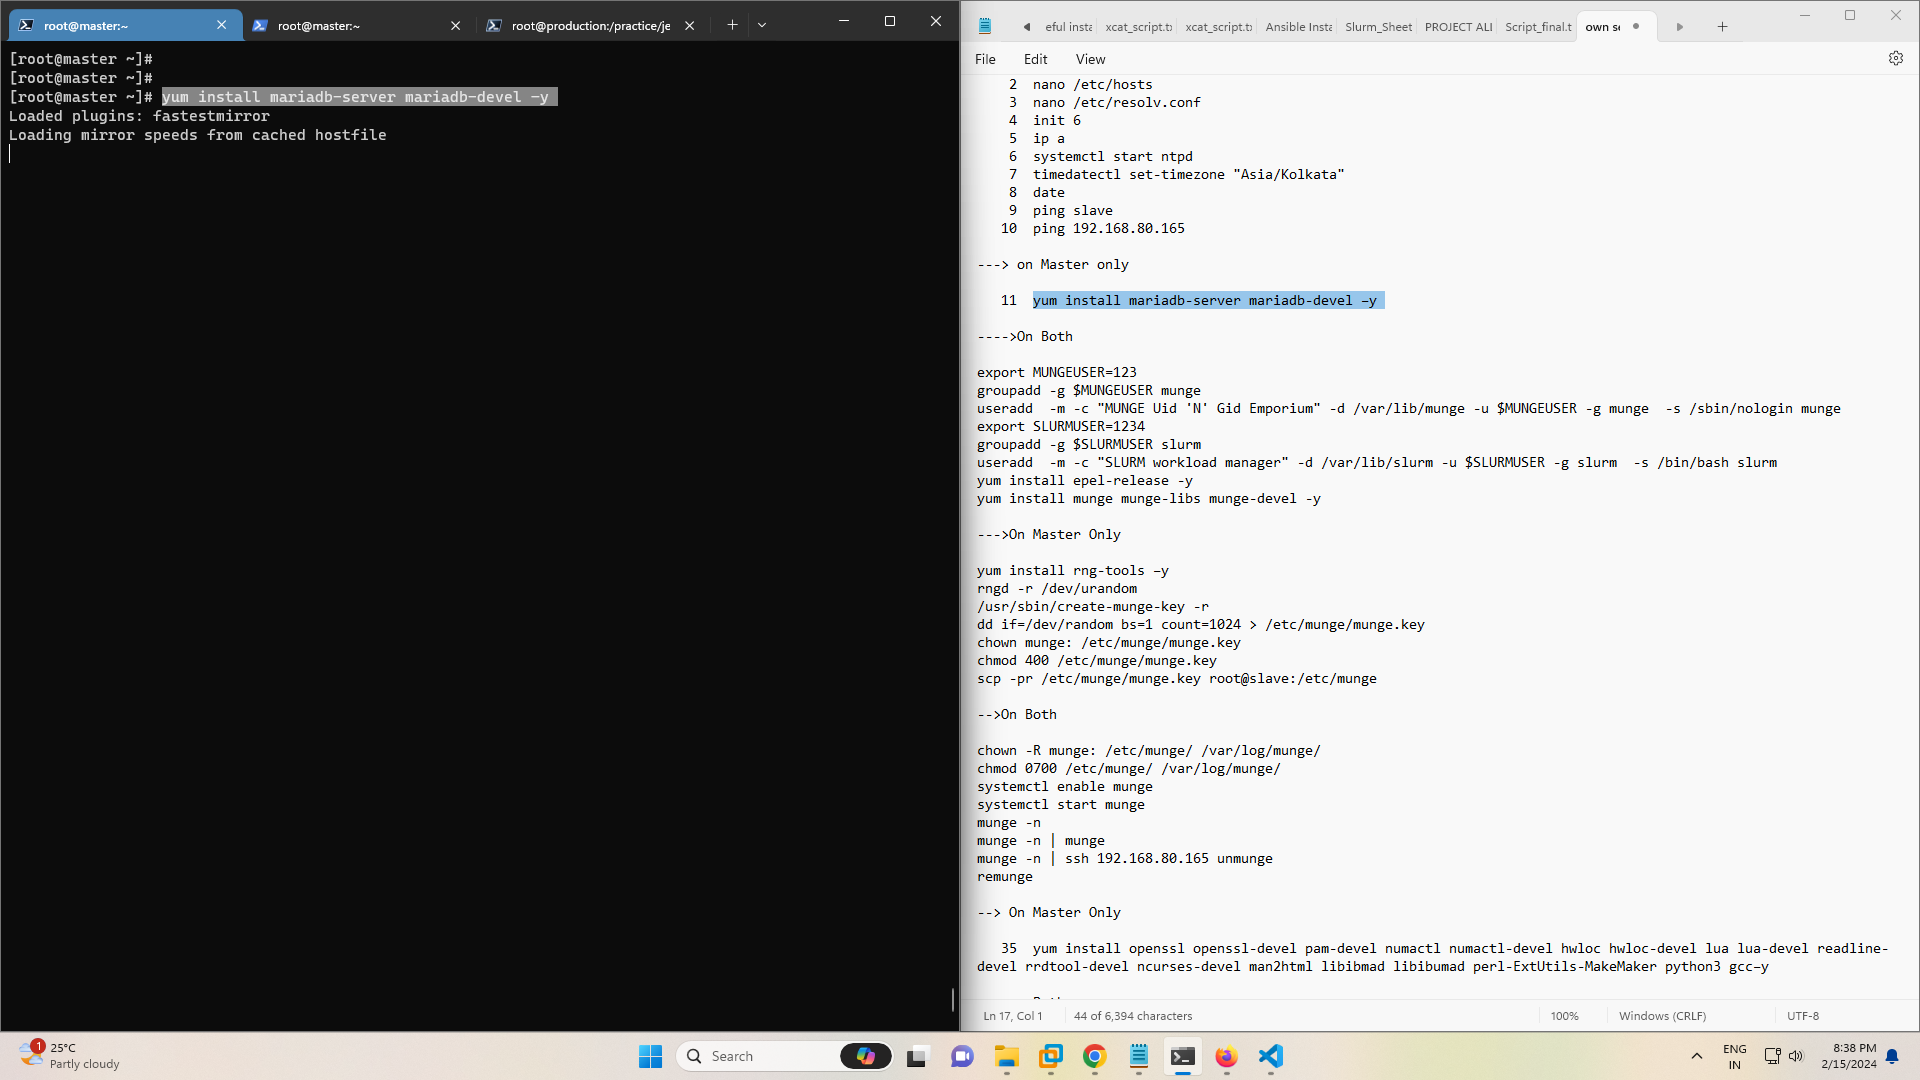 root@master:~
root@master:~
root@production:/practice/je
[root@master ~]#
[root@master ~]#
[root@master ~]# yum install mariadb-server mariadb-devel –y
Loaded plugins: fastestmirror
Loading mirror speeds from cached hostfile
eful insta
xcat_script.tx
xcat_script.tx
Ansible Insta
Slurm_Sheet
PROJECT ALI
Script_final.t
own se
File
Edit
View
2 nano /etc/hosts
3 nano /etc/resolv.conf
4 init 6
5 ip a
6 systemctl start ntpd
7 timedatectl set-timezone "Asia/Kolkata"
8 date
9 ping slave
10 ping 192.168.80.165
---> on Master only
11 yum install mariadb-server mariadb-devel –y
---->On Both
export MUNGEUSER=123
groupadd -g $MUNGEUSER munge
useradd  -m -c "MUNGE Uid 'N' Gid Emporium" -d /var/lib/munge -u $MUNGEUSER -g munge  -s /sbin/nologin munge
export SLURMUSER=1234
groupadd -g $SLURMUSER slurm
useradd  -m -c "SLURM workload manager" -d /var/lib/slurm -u $SLURMUSER -g slurm  -s /bin/bash slurm
yum install epel-release -y
yum install munge munge-libs munge-devel -y
--->On Master Only
yum install rng-tools –y
rngd -r /dev/urandom
/usr/sbin/create-munge-key -r
dd if=/dev/random bs=1 count=1024 > /etc/munge/munge.key
chown munge: /etc/munge/munge.key
chmod 400 /etc/munge/munge.key
scp -pr /etc/munge/munge.key root@slave:/etc/munge
-->On Both
chown -R munge: /etc/munge/ /var/log/munge/
chmod 0700 /etc/munge/ /var/log/munge/
systemctl enable munge
systemctl start munge
munge -n
munge -n | munge
munge -n | ssh 192.168.80.165 unmunge
remunge
--> On Master Only
35 yum install openssl openssl-devel pam-devel numactl numactl-devel hwloc hwloc-devel lua lua-devel readline-
devel rrdtool-devel ncurses-devel man2html libibmad libibumad perl-ExtUtils-MakeMaker python3 gcc–y
Ln 17, Col 1
44 of 6,394 characters
100%
Windows (CRLF)
UTF-8
1
25°C
Partly cloudy
Search
ENG
IN
8:38 PM
2/15/2024